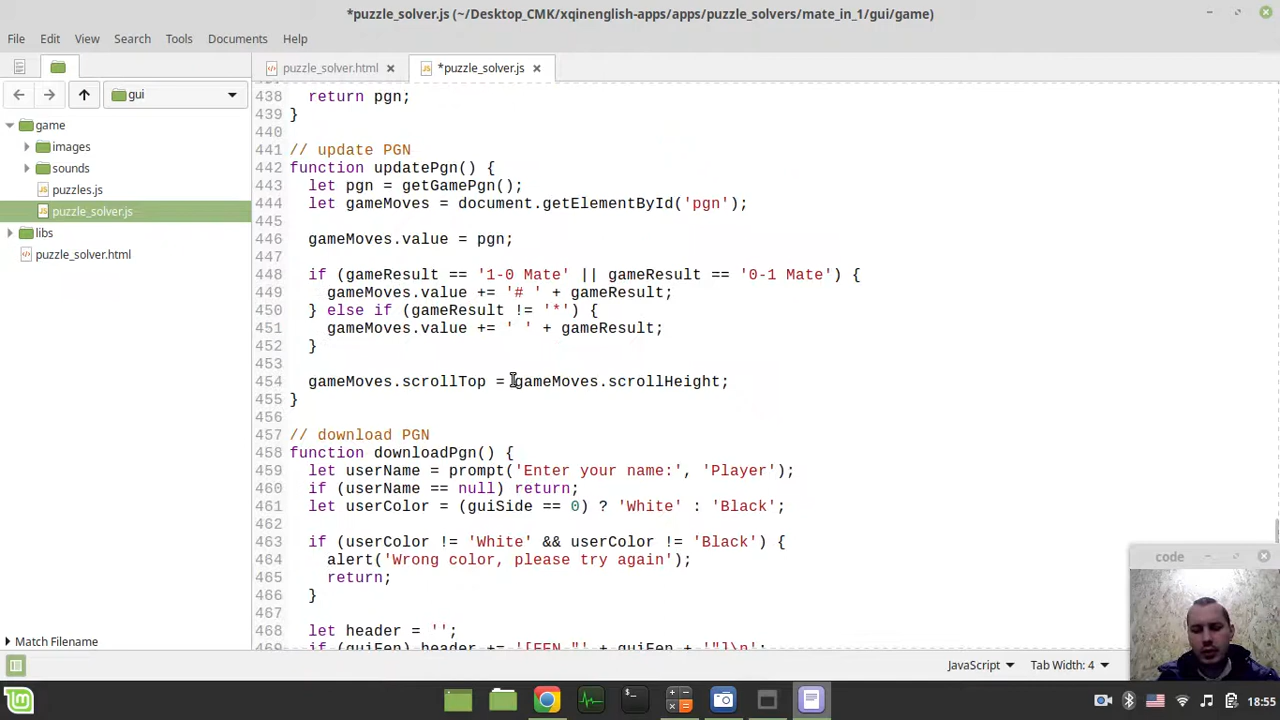 *puzzle_solver.js (~/Desktop_CMK/xqinenglish-apps/apps/puzzle_solvers/mate_in_1/gui/game)
File Edit View Search Tools Documents Help
puzzle_solver.html
*puzzle_solver.js
gui
game
images
sounds
puzzles.js
puzzle_solver.js
libs
puzzle_solver.html
Match Filename
438 return pgn;
439 }
440
441 // update PGN
442 function updatePgn() {
443 let pgn = getGamePgn();
444 let gameMoves = document.getElementById('pgn');
445
446 gameMoves.value = pgn;
447
448 if (gameResult == '1-0 Mate' || gameResult == '0-1 Mate') {
449 gameMoves.value += '# ' + gameResult;
450 } else if (gameResult != '*') {
451 gameMoves.value += ' ' + gameResult;
452 }
453
454 gameMoves.scrollTop = gameMoves.scrollHeight;
455 }
456
457 // download PGN
458 function downloadPgn() {
459 let userName = prompt('Enter your name:', 'Player');
460 if (userName == null) return;
461 let userColor = (guiSide == 0) ? 'White' : 'Black';
462
463 if (userColor != 'White' && userColor != 'Black') {
464 alert('Wrong color, please try again');
465 return;
466 }
467
468 let header = '';
469 if (guiFen) header += '[FEN "' + guiFen + '"]\n';
code
JavaScript
Tab Width: 4
18:55